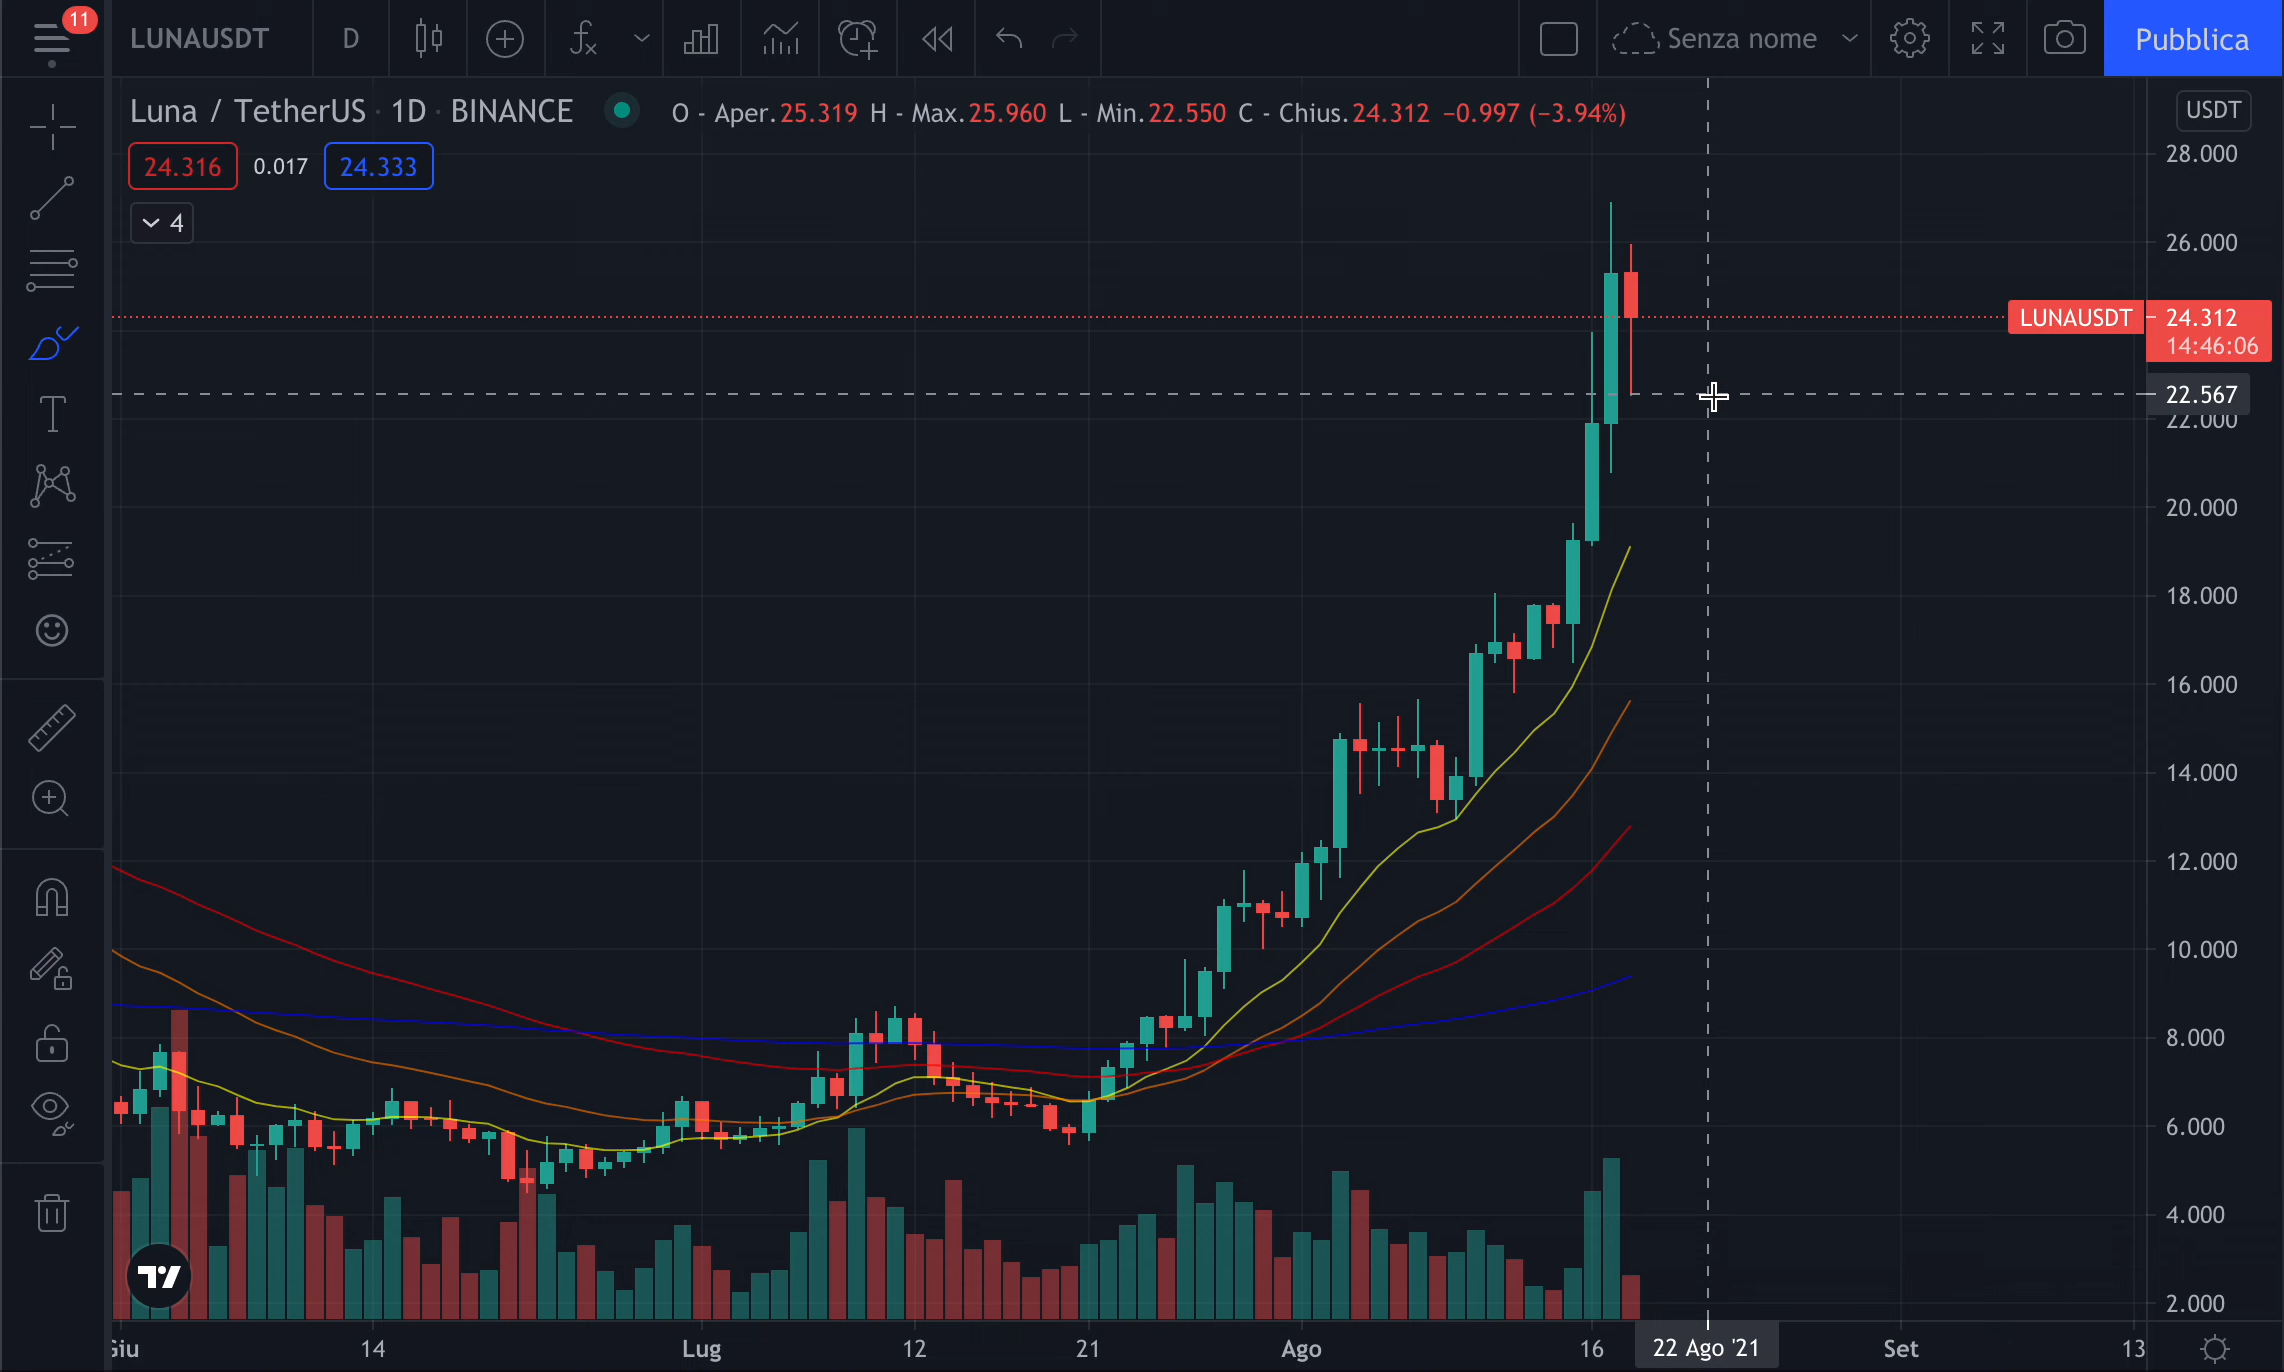 11
LUNAUSDT D Senza nome Pubblica
Luna / TetherUS · 1D · BINANCE O - Aper.25.319 H - Max.25.960 L - Min.22.550 C - Chius.24.312 −0.997 (−3.94%)
USDT
24.316 0.017 24.333
4
28.000
26.000
LUNAUSDT 24.312
14:46:06
22.567
22.000
20.000
18.000
16.000
14.000
12.000
10.000
8.000
6.000
4.000
2.000
Giu 14 Lug 12 21 Ago 16 22 Ago '21 Set 13